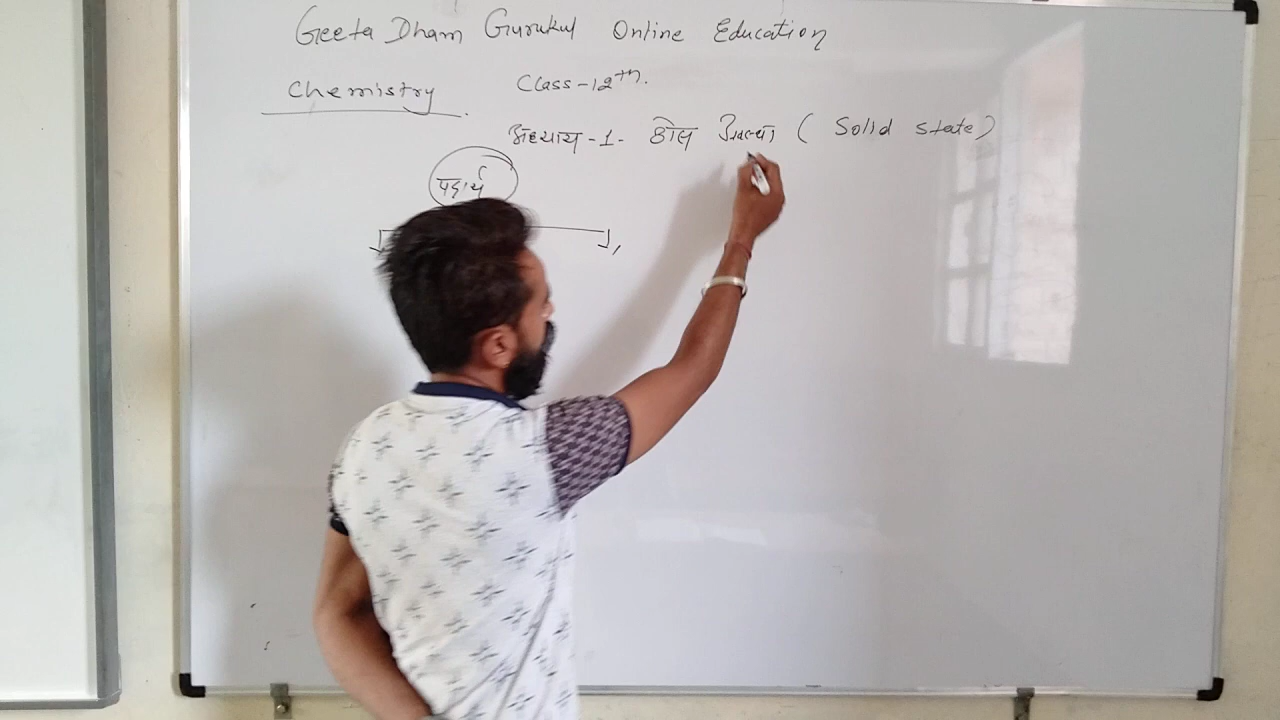 Geeta Dham Gurukul Online Education
Chemistry Class-12th.
अध्याय-1- ठोस अवस्था ( Solid state)
पदार्थ